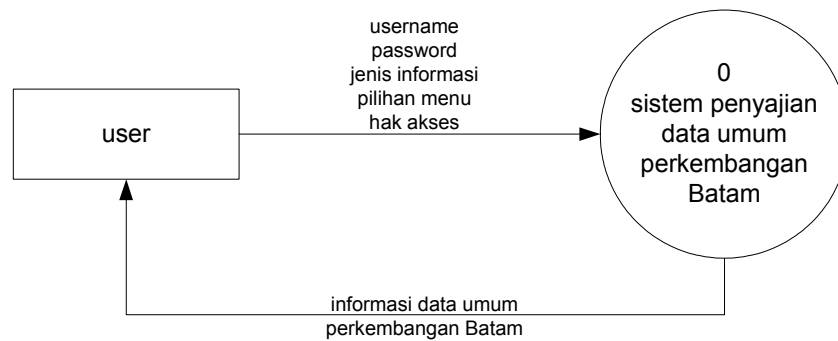 username
password
jenis informasi
pilihan menu
hak akses
user
0
sistem penyajian
data umum
perkembangan
Batam
informasi data umum
perkembangan Batam